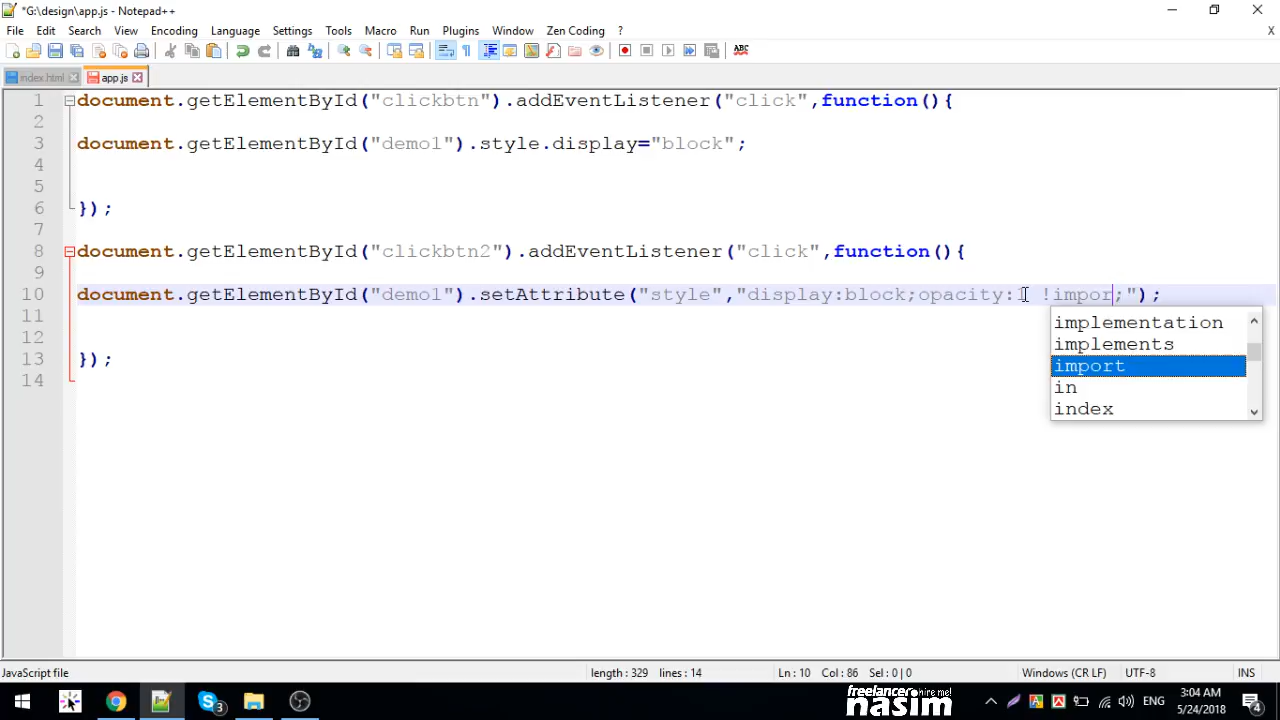 *G:\design\app.js - Notepad++
File Edit Search View Encoding Language Settings Tools Macro Run Plugins Window Zen Coding ? X
ABC
index.html app.js
1 document.getElementById("clickbtn").addEventListener("click",function(){
2
3 document.getElementById("demo1").style.display="block";
4
5
6 });
7
8 document.getElementById("clickbtn2").addEventListener("click",function(){
9
10 document.getElementById("demo1").setAttribute("style","display:block;opacity:1 !impor;");
11
12
13 });
14
implementation
implements
import
in
index
JavaScript file length : 329 lines : 14 Ln : 10 Col : 86 Sel : 0 | 0 Windows (CR LF) UTF-8 INS
3 freelancer hire me! ENG 3:04 AM
nasim 5/24/2018 4